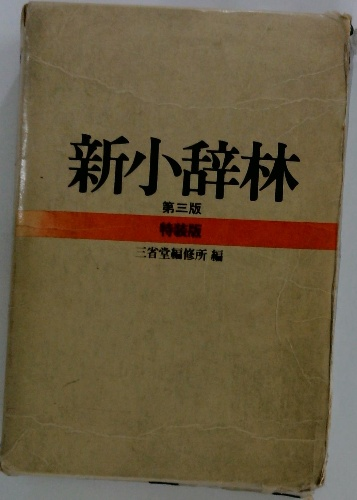 新小辞林
第三版
特装版
三省堂編修所 編